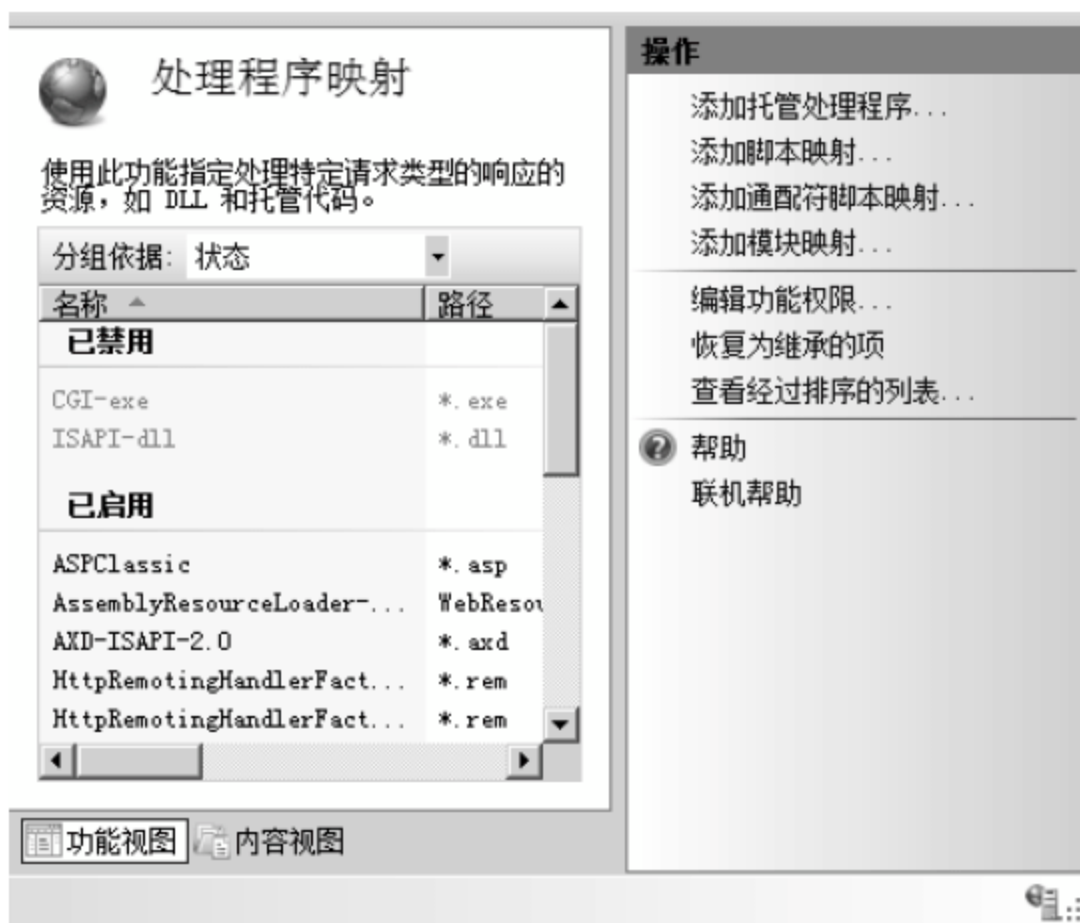 处理程序映射
使用此功能指定处理特定请求类型的响应的
资源，如 DLL 和托管代码。
分组依据： 状态
名称 路径
已禁用
CGI-exe *.exe
ISAPI-dll *.dll
已启用
ASPClassic *.asp
AssemblyResourceLoader-... WebResou
AXD-ISAPI-2.0 *.axd
HttpRemotingHandlerFact... *.rem
HttpRemotingHandlerFact... *.rem
功能视图 内容视图
操作
添加托管处理程序...
添加脚本映射...
添加通配符脚本映射...
添加模块映射...
编辑功能权限...
恢复为继承的项
查看经过排序的列表...
帮助
联机帮助